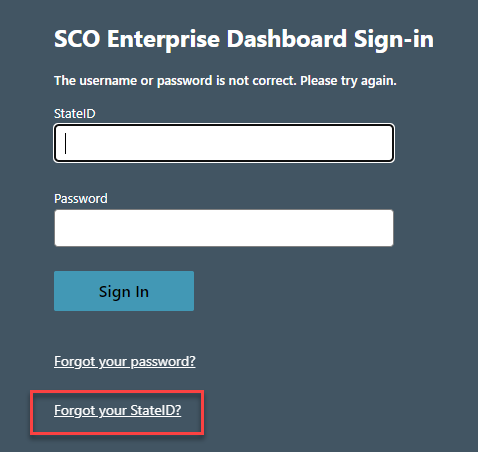 SCO Enterprise Dashboard Sign-in
The username or password is not correct. Please try again.
StateID
Password
Sign In
Forgot your password?
Forgot your StateID?